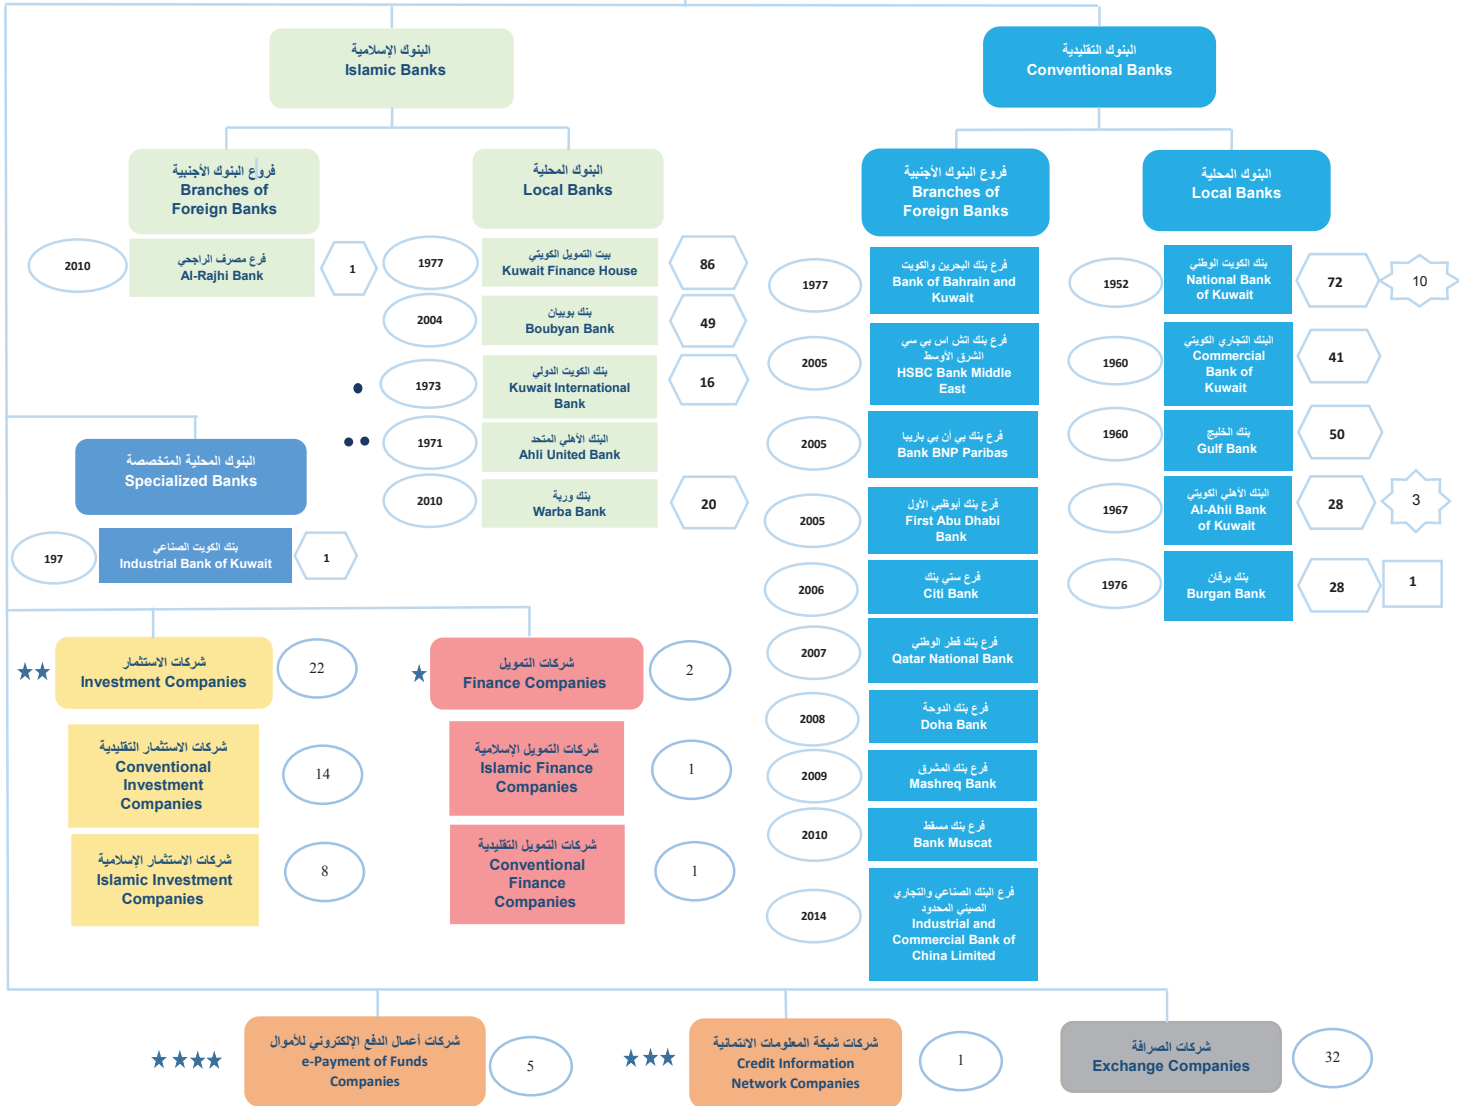 البنوك الإسلامية
Islamic Banks
البنوك التقليدية
Conventional Banks
فروع البنوك الأجنبية
Branches of
Foreign Banks
2010
فرع مصرف الراجحي
Al-Rajhi Bank
1
البنوك المحلية
Local Banks
1977
بيت التمويل الكويتي
Kuwait Finance House
86
2004
بنك بوبيان
Boubyan Bank
49
1973
بنك الكويت الدولي
Kuwait International
Bank
16
1971
البنك الأهلي المتحد
Ahli United Bank
2010
بنك وربة
Warba Bank
20
فروع البنوك الأجنبية
Branches of
Foreign Banks
1977
فرع بنك البحرين والكويت
Bank of Bahrain and
Kuwait
2005
فرع بنك اتش اس بي سي
الشرق الأوسط
HSBC Bank Middle
East
2005
فرع بنك بي أن بي باريبا
Bank BNP Paribas
2005
فرع بنك أبوظبي الأول
First Abu Dhabi
Bank
2006
فرع ستي بنك
Citi Bank
2007
فرع بنك قطر الوطني
Qatar National Bank
2008
فرع بنك الدوحة
Doha Bank
2009
فرع بنك المشرق
Mashreq Bank
2010
فرع بنك مسقط
Bank Muscat
2014
فرع البنك الصناعي والتجاري
الصيني المحدود
Industrial and
Commercial Bank of
China Limited
البنوك المحلية
Local Banks
1952
بنك الكويت الوطني
National Bank
of Kuwait
72
10
1960
البنك التجاري الكويتي
Commercial
Bank of
Kuwait
41
1960
بنك الخليج
Gulf Bank
50
1967
البنك الأهلي الكويتي
Al-Ahli Bank
of Kuwait
28
3
1976
بنك برقان
Burgan Bank
28
1
البنوك المحلية المتخصصة
Specialized Banks
197
بنك الكويت الصناعي
Industrial Bank of Kuwait
1
شركات الاستثمار
Investment Companies
22
شركات الاستثمار التقليدية
Conventional
Investment
Companies
14
شركات الاستثمار الإسلامية
Islamic Investment
Companies
8
شركات التمويل
Finance Companies
2
شركات التمويل الإسلامية
Islamic Finance
Companies
1
شركات التمويل التقليدية
Conventional
Finance
Companies
1
شركات أعمال الدفع الإلكتروني للأموال
e-Payment of Funds
Companies
5
شركات شبكة المعلومات الائتمانية
Credit Information
Network Companies
1
شركات الصرافة
Exchange Companies
32